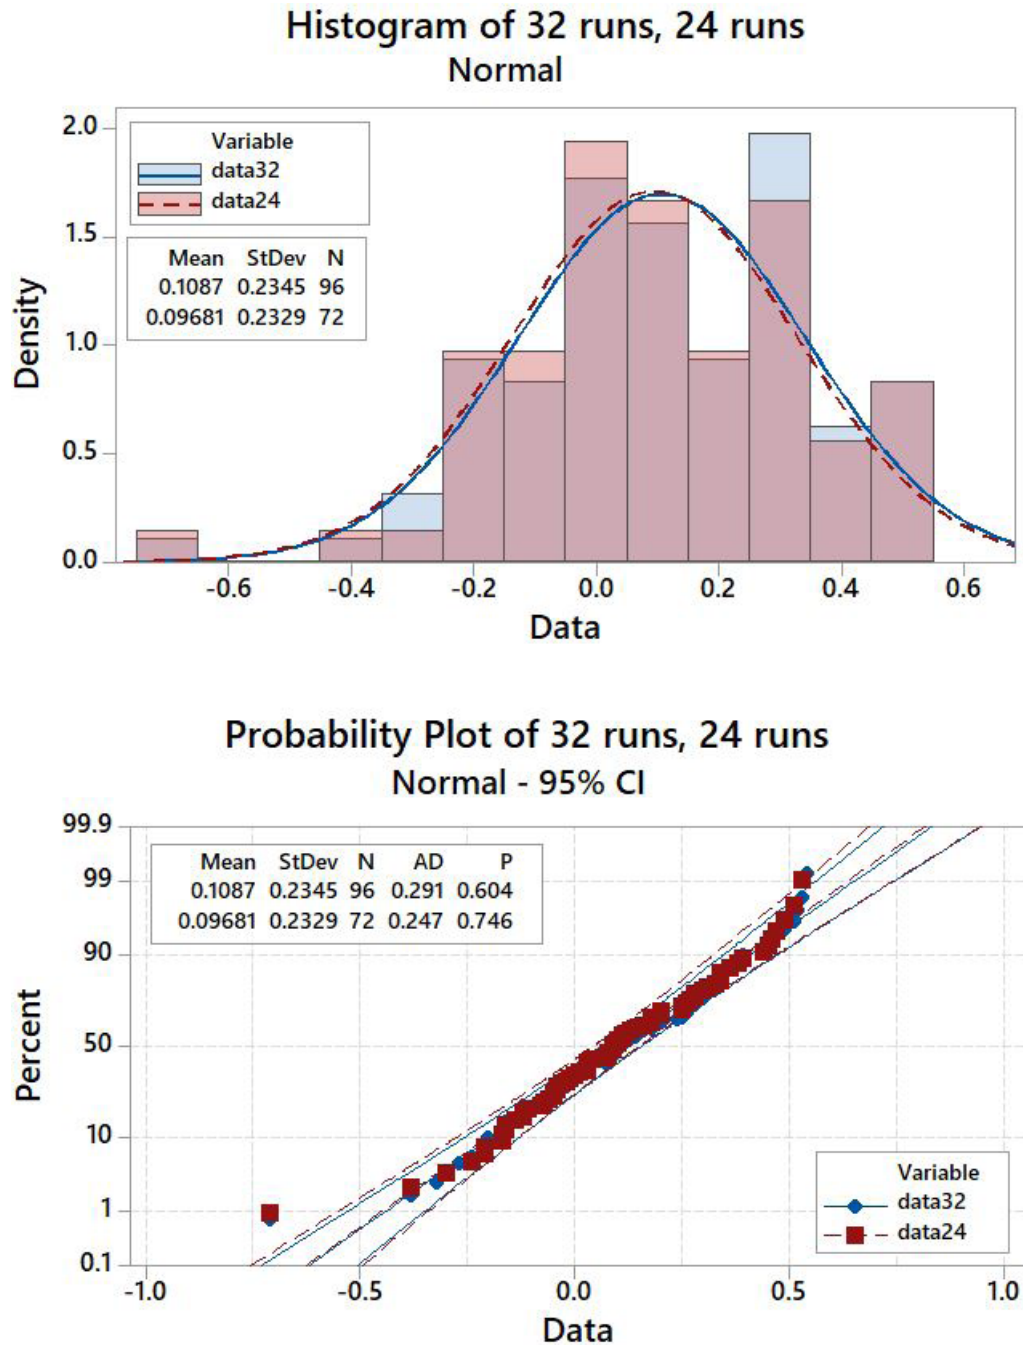 Histogram of 32 runs, 24 runs
Normal
2.0
1.5
1.0
0.5
0.0
Density
Variable
data32
data24
Mean StDev N
0.1087 0.2345 96
0.09681 0.2329 72
-0.6 -0.4 -0.2 0.0 0.2 0.4 0.6
Data
Probability Plot of 32 runs, 24 runs
Normal - 95% CI
99.9
99
90
50
10
1
0.1
Percent
Mean StDev N AD P
0.1087 0.2345 96 0.291 0.604
0.09681 0.2329 72 0.247 0.746
Variable
data32
data24
-1.0 -0.5 0.0 0.5 1.0
Data